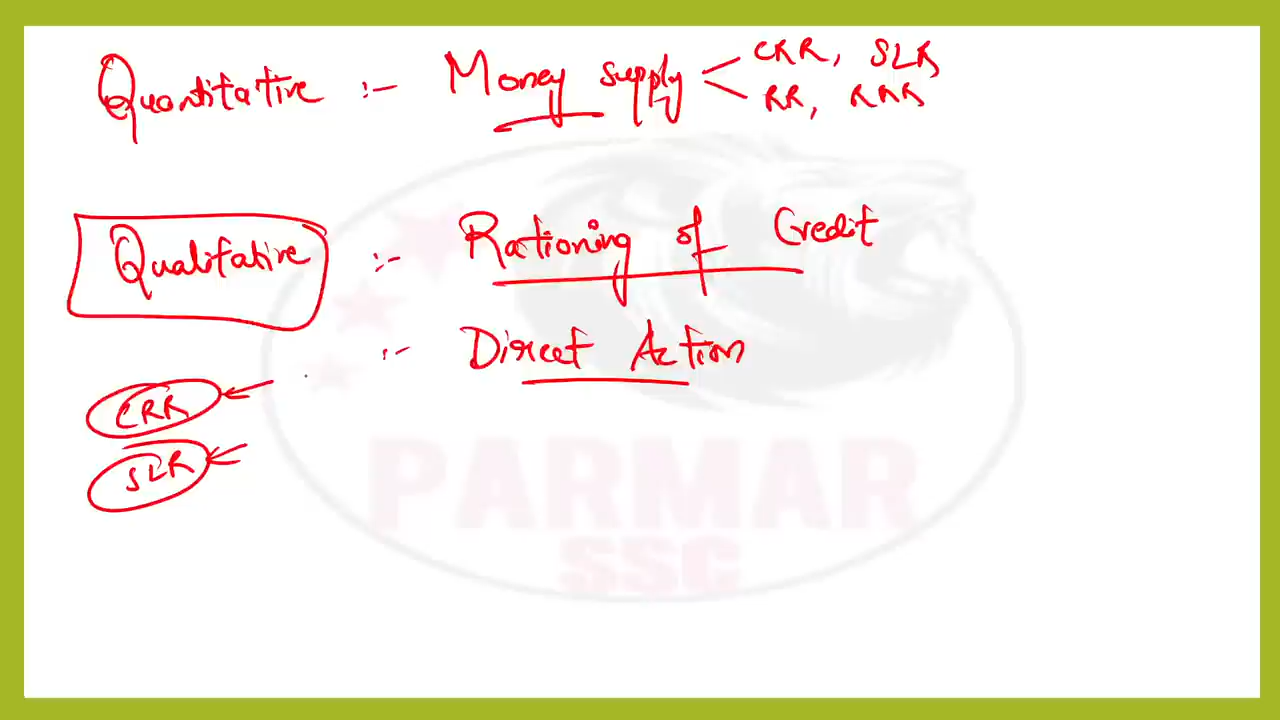 Quantitative :- Money supply < CRR, SLR
RR, RRR
Qualitative :- Rationing of Credit
:- Direct Action
CRR
SLR
PARMAR
SSC